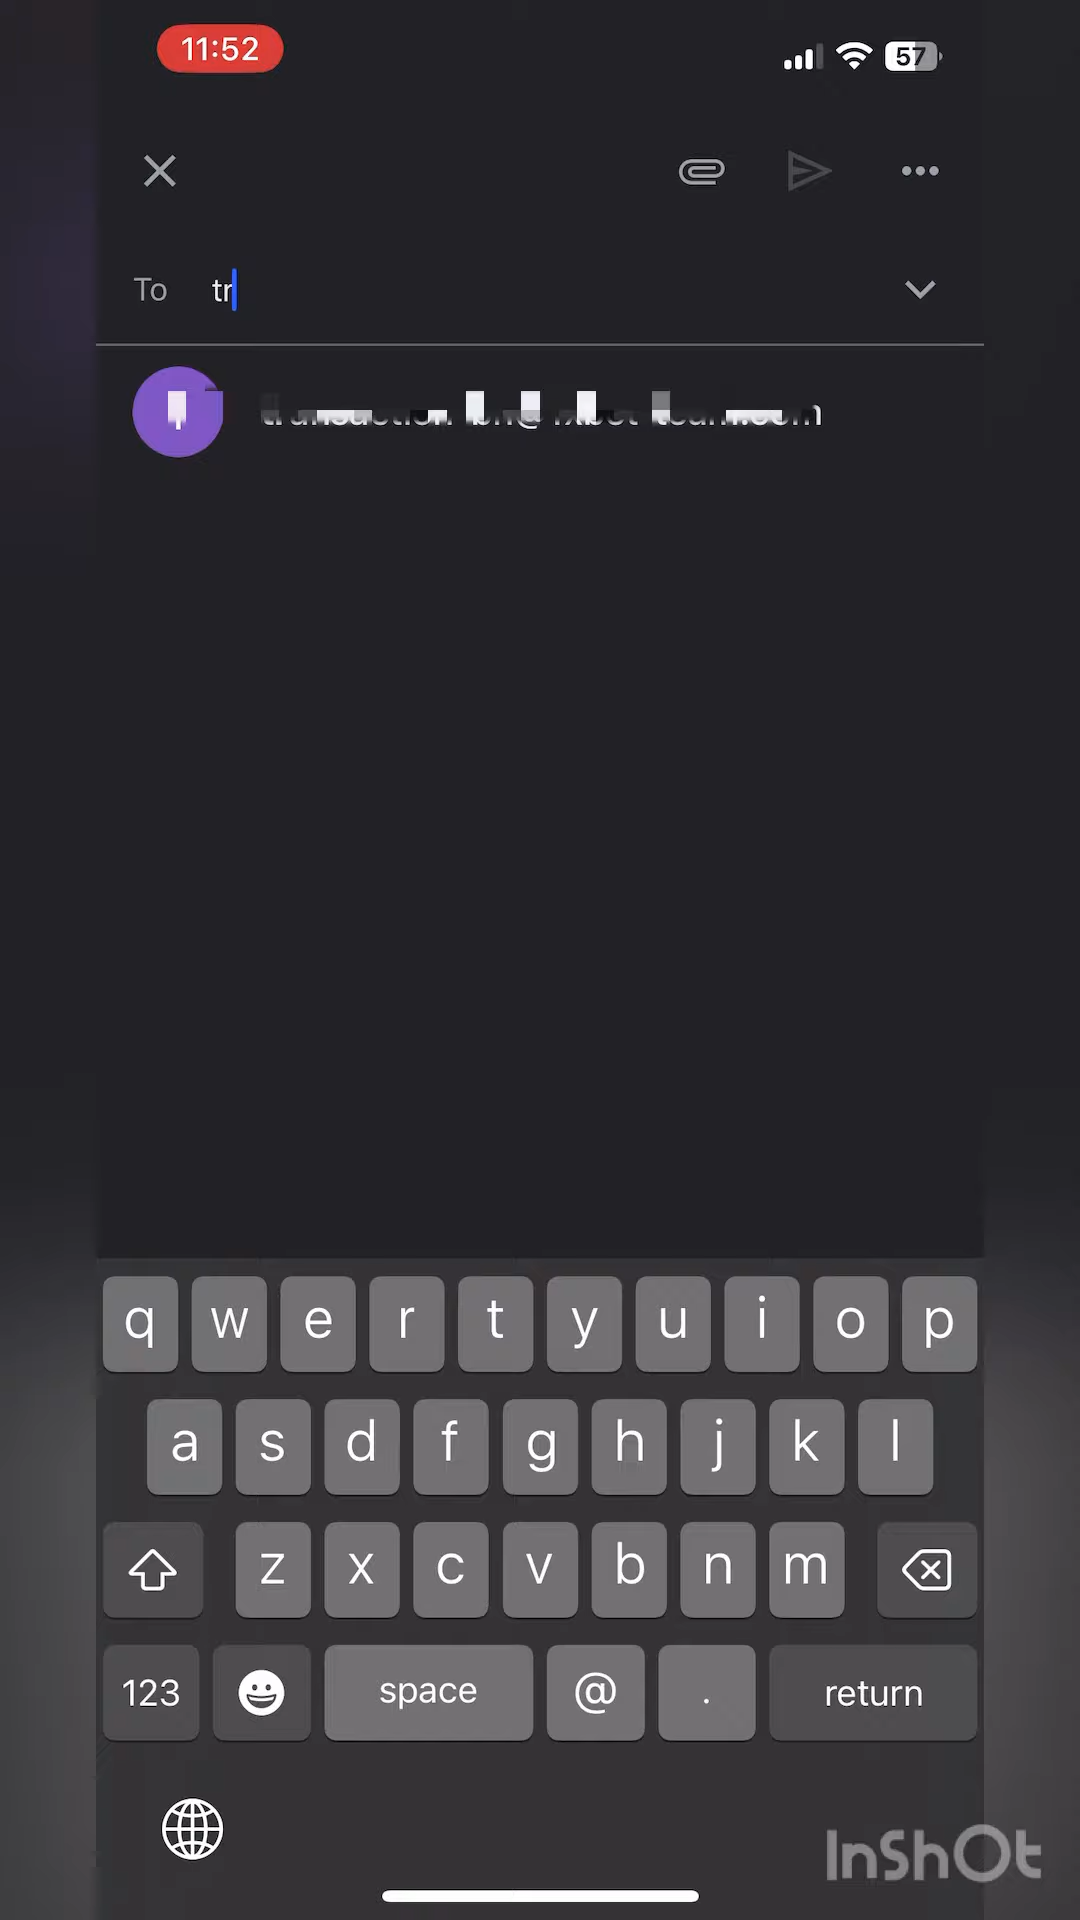 11:52
57
To tr
q w e r t y u i o p
a s d f g h j k l
z x c v b n m
123 space @ . return
InShOt